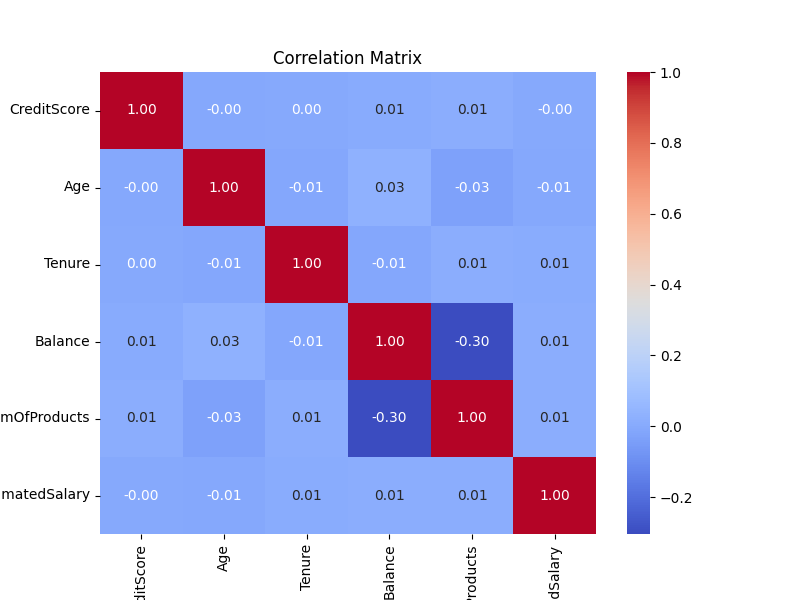 Correlation Matrix
CreditScore 1.00 -0.00 0.00 0.01 0.01 -0.00
Age -0.00 1.00 -0.01 0.03 -0.03 -0.01
Tenure 0.00 -0.01 1.00 -0.01 0.01 0.01
Balance 0.01 0.03 -0.01 1.00 -0.30 0.01
mOfProducts 0.01 -0.03 0.01 -0.30 1.00 0.01
matedSalary -0.00 -0.01 0.01 0.01 0.01 1.00
ditScore
Age
Tenure
Balance
Products
dSalary
1.0
0.8
0.6
0.4
0.2
0.0
−0.2